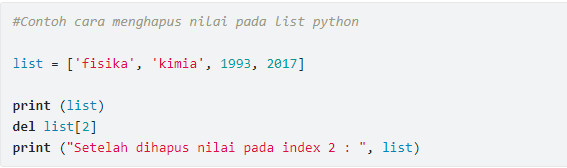 #Contoh cara menghapus nilai pada list python
list = ['fisika', 'kimia', 1993, 2017]
print (list)
del list[2]
print ("Setelah dihapus nilai pada index 2 : ", list)